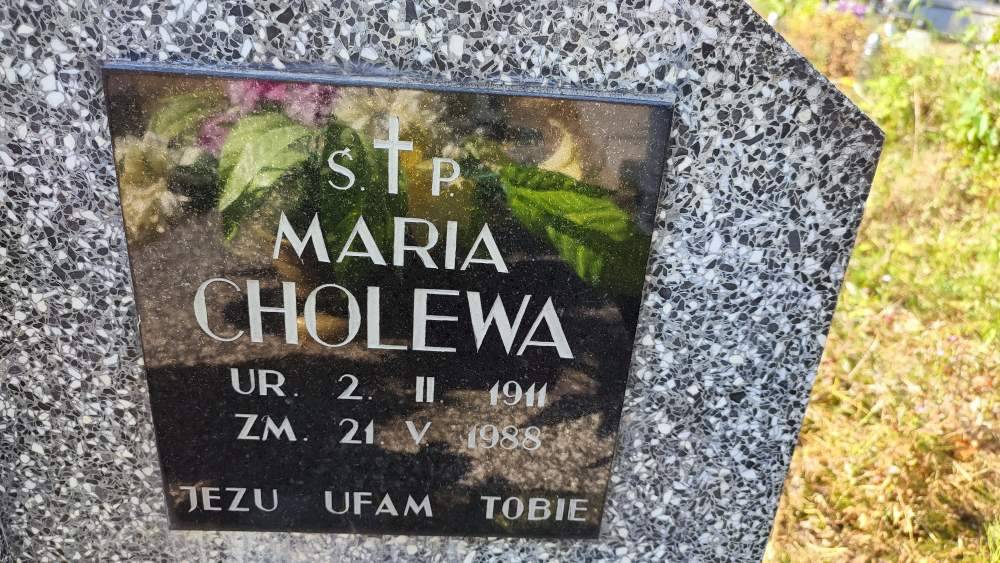 Ś. P.
MARIA
CHOLEWA
UR. 2. II. 1911
ZM. 21. V 1988
JEZU UFAM TOBIE